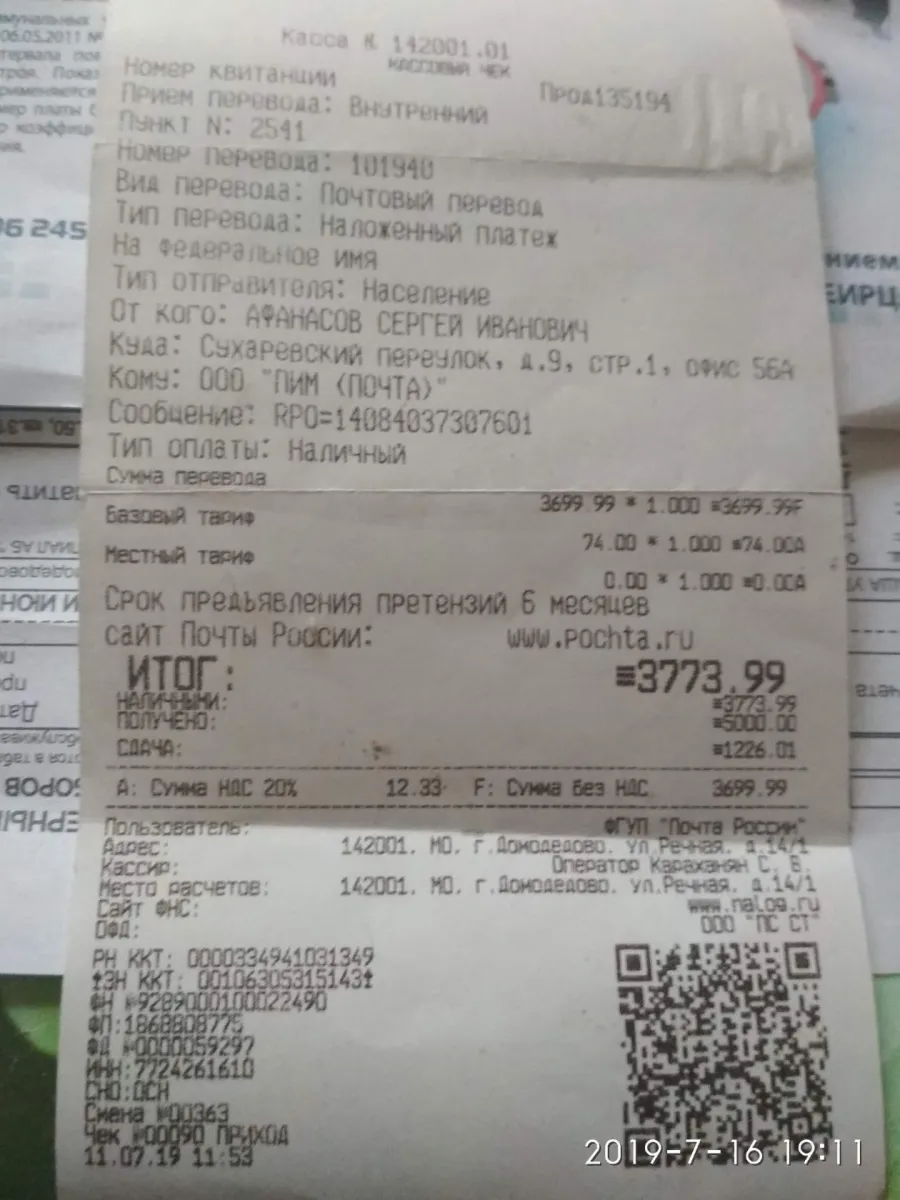 Касса № 142001.01
КАССОВЫЙ ЧЕК
Номер квитанции
Прод135194
Прием перевода: Внутренний
Пункт N: 2541
Номер перевода: 101940
Вид перевода: Почтовый перевод
Тип перевода: Наложенный платеж
На федеральное имя
Тип отправителя: Население
От кого: АФАНАСОВ СЕРГЕЙ ИВАНОВИЧ
Куда: Сухаревский переулок, д.9, СТР.1, ОФИС 56А
Кому: ООО "ПИМ (ПОЧТА)"
Сообщение: RPO=14084037307601
Тип оплаты: Наличный
Сумма перевода
3699.99 * 1.000 =3699.99F
Базовый тариф
74.00 * 1.000 =74.00А
Местный тариф
0.00 * 1.000 =0.00А
Срок предъявления претензий 6 месяцев
сайт Почты России: www.pochta.ru
ИТОГ: =3773.99
НАЛИЧНЫМИ: =3773.99
ПОЛУЧЕНО: =5000.00
СДАЧА: =1226.01
А: Сумма НДС 20% 12.33 F: Сумма без НДС 3699.99
Пользователь: ФГУП "Почта России"
Адрес: 142001, МО, г.Домодедово, ул.Речная, д.14/1
Кассир: Оператор Караханян С. В.
Место расчетов: 142001, МО, г.Домодедово, ул.Речная, д.14/1
Сайт ФНС: www.nalog.ru
ОФД: ООО "ПС СТ"
РН ККТ: 0000334941031349
ЗН ККТ: 00106305315143
ФН №9289000100022490
ФП:1868808775
ФД №0000059297
ИНН:7724261610
СНО:ОСН
Смена №00363
Чек №00090 ПРИХОД
11.07.19 11:53
2019-7-16 19:11